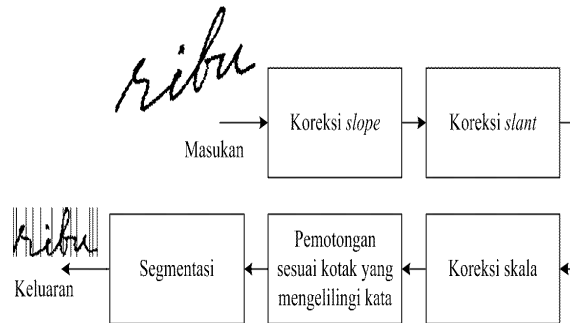 ribu
Masukan
Koreksi slope
Koreksi slant
Koreksi skala
Pemotongan
sesuai kotak yang
mengelilingi kata
Segmentasi
ribu
Keluaran